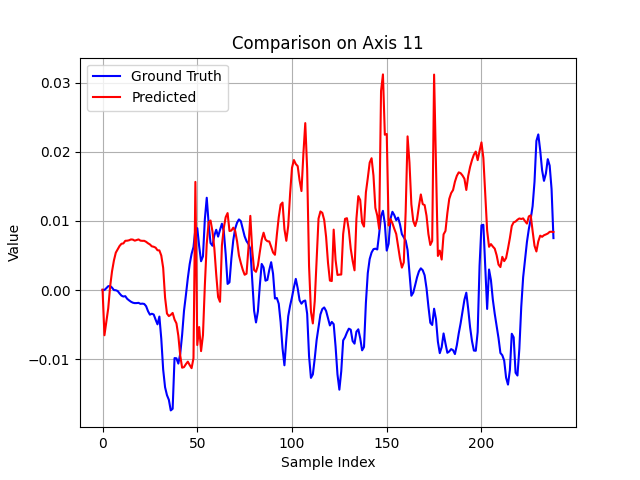 Comparison on Axis 11
Ground Truth
Predicted
0.03
0.02
0.01
0.00
−0.01
Value
0
50
100
150
200
Sample Index